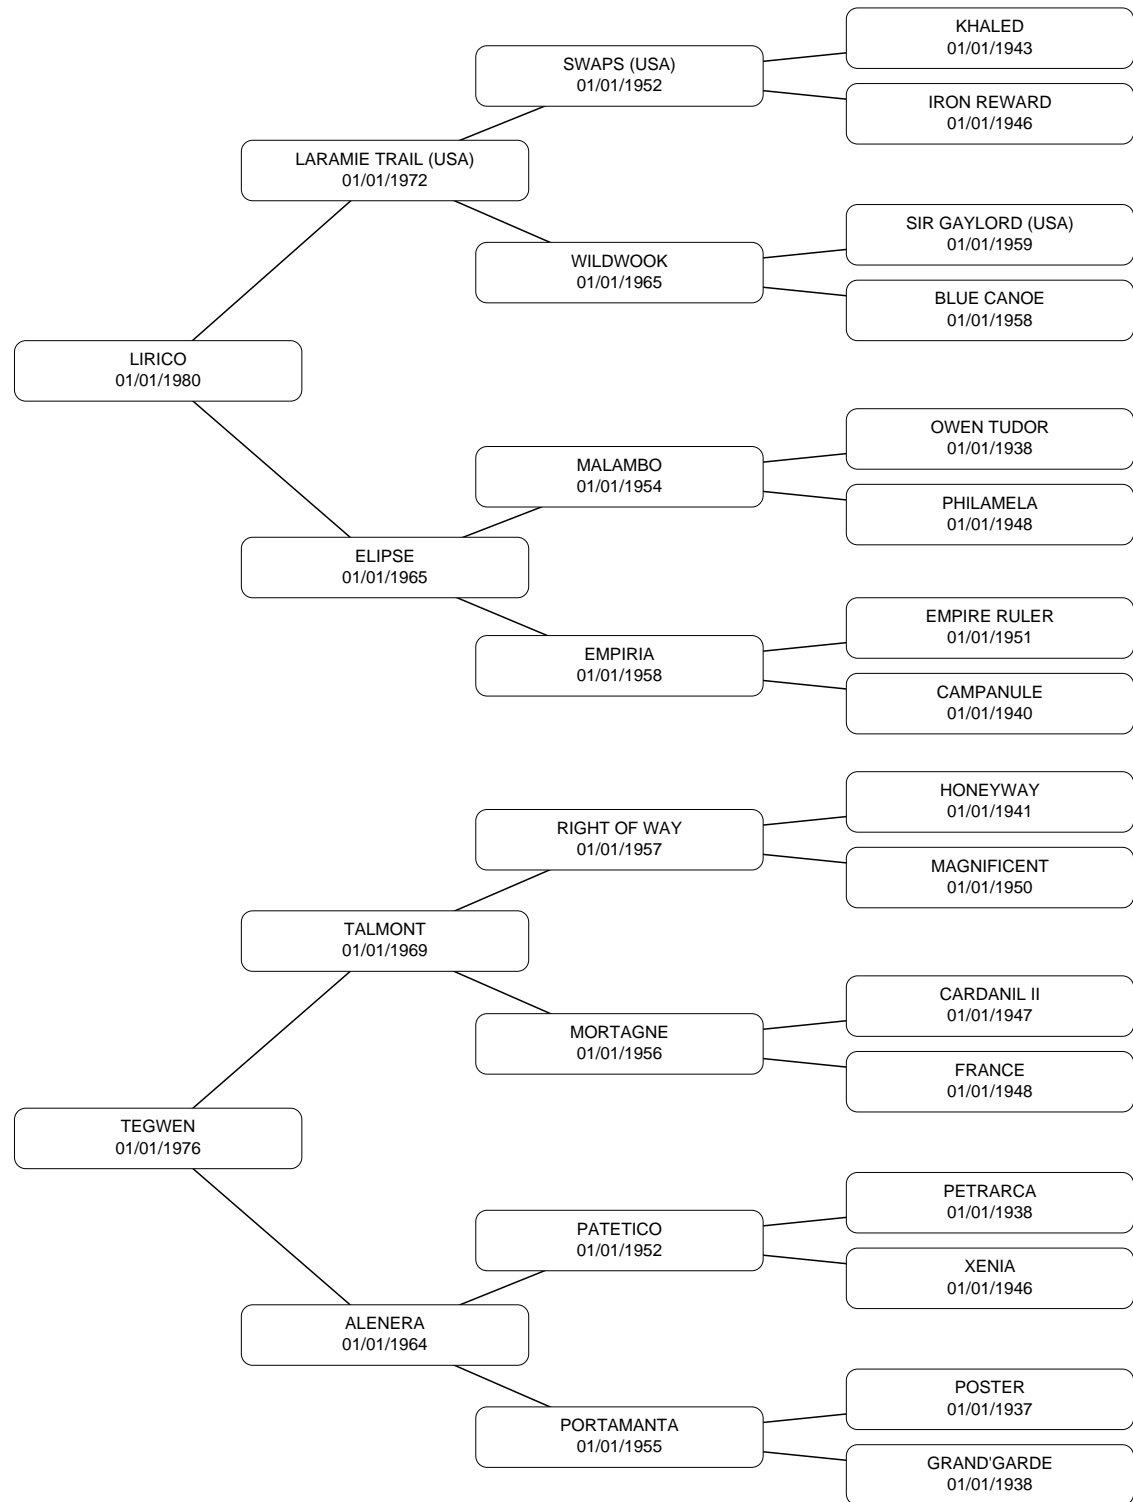 KHALED
01/01/1943
SWAPS (USA)
01/01/1952
IRON REWARD
01/01/1946
LARAMIE TRAIL (USA)
01/01/1972
SIR GAYLORD (USA)
01/01/1959
WILDWOOK
01/01/1965
BLUE CANOE
01/01/1958
LIRICO
01/01/1980
OWEN TUDOR
01/01/1938
MALAMBO
01/01/1954
PHILAMELA
01/01/1948
ELIPSE
01/01/1965
EMPIRE RULER
01/01/1951
EMPIRIA
01/01/1958
CAMPANULE
01/01/1940
HONEYWAY
01/01/1941
RIGHT OF WAY
01/01/1957
MAGNIFICENT
01/01/1950
TALMONT
01/01/1969
CARDANIL II
01/01/1947
MORTAGNE
01/01/1956
FRANCE
01/01/1948
TEGWEN
01/01/1976
PETRARCA
01/01/1938
PATETICO
01/01/1952
XENIA
01/01/1946
ALENERA
01/01/1964
POSTER
01/01/1937
PORTAMANTA
01/01/1955
GRAND'GARDE
01/01/1938